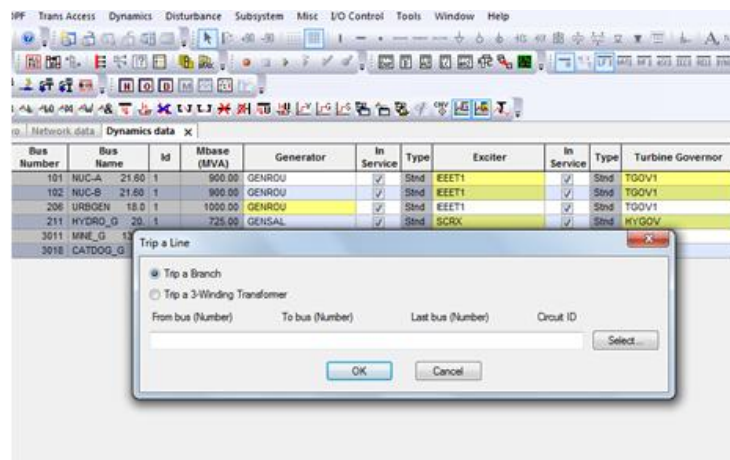 OPF Trans Access Dynamics Disturbance Subsystem Misc I/O Control Tools Window Help
Network data Dynamics data x
Bus Number Bus Name Id Mbase (MVA) Generator In Service Type Exciter In Service Type Turbine Governor
101 NUC-A 21.60 1 900.00 GENROU Stnd IEEET1 Stnd TGOV1
102 NUC-B 21.60 1 900.00 GENROU Stnd IEEET1 Stnd TGOV1
206 URBGEN 18.0 1 1000.00 GENROU Stnd IEEET1 Stnd TGOV1
211 HYDRO_G 20. 1 725.00 GENSAL Stnd SCRX Stnd HYGOV
3011 MINE_G
3018 CATDOG_G
Trip a Line
Trip a Branch
Trip a 3-Winding Transformer
From bus (Number) To bus (Number) Last bus (Number) Circuit ID
Select...
OK Cancel